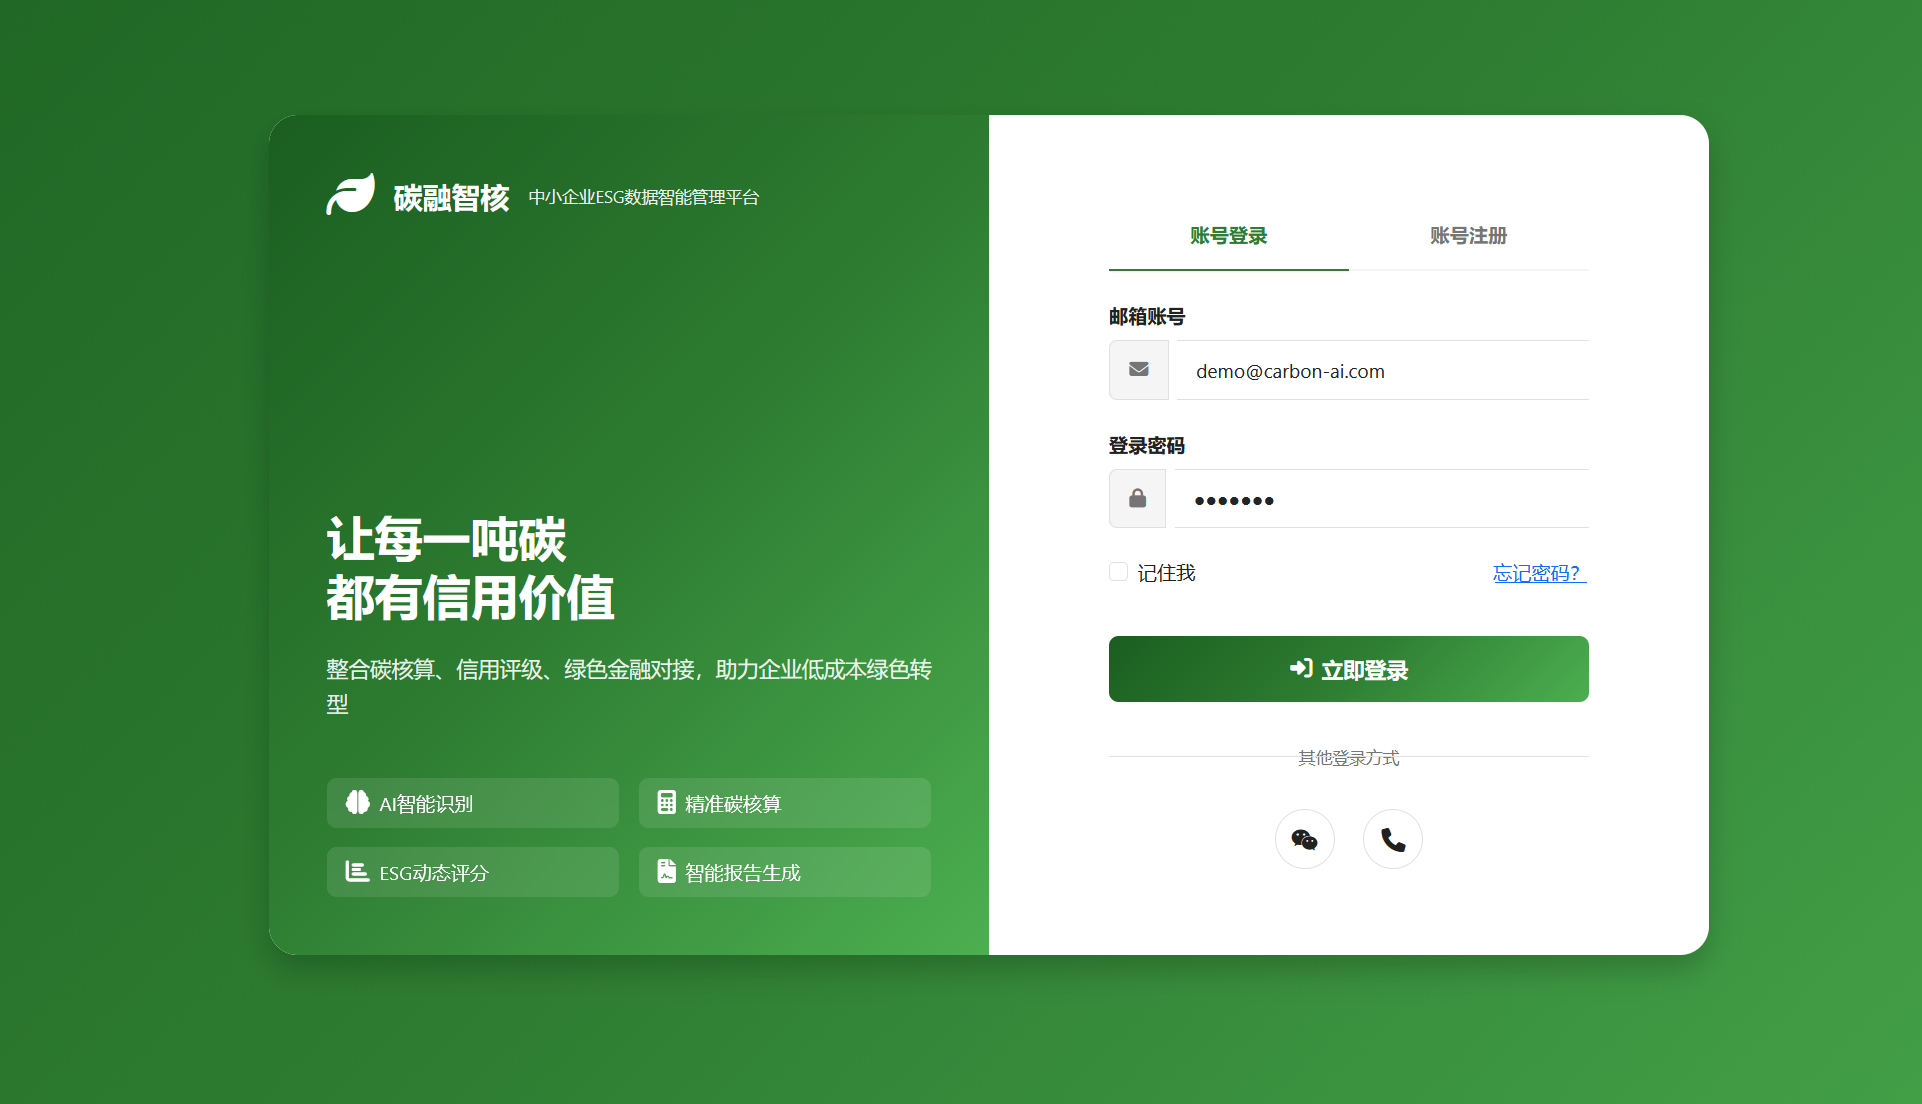 碳融智核 中小企业ESG数据智能管理平台
让每一吨碳
都有信用价值
整合碳核算、信用评级、绿色金融对接，助力企业低成本绿色转
型
AI智能识别
精准碳核算
ESG动态评分
智能报告生成
账号登录
账号注册
邮箱账号
demo@carbon-ai.com
登录密码
•••••••
记住我
忘记密码？
立即登录
其他登录方式